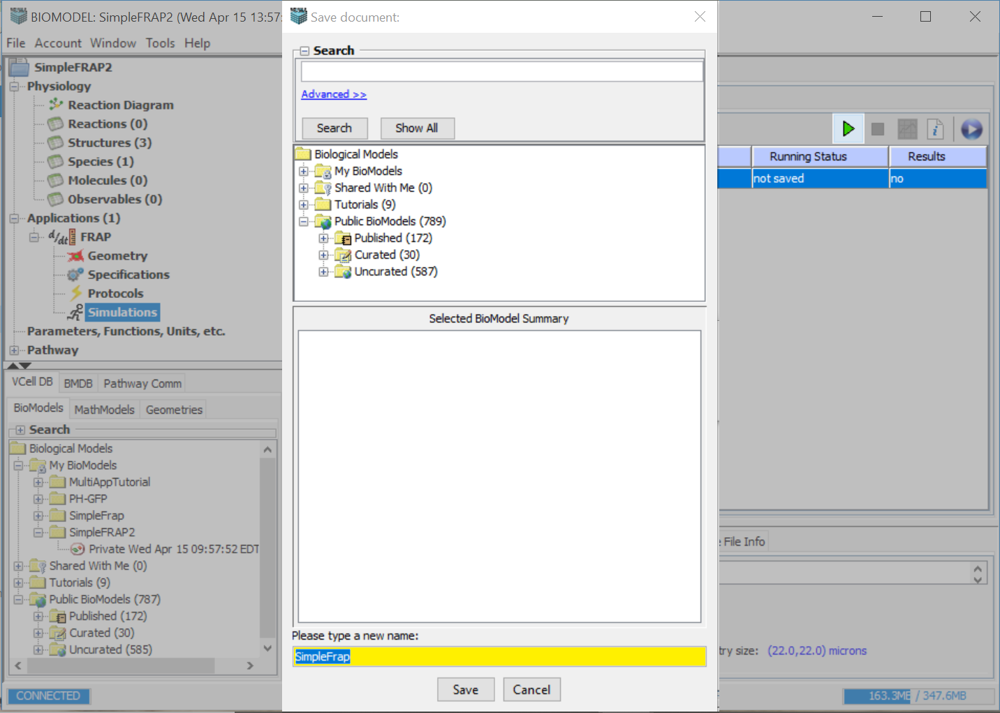 BIOMODEL: SimpleFRAP2 (Wed Apr 15 13:57:
File Account Window Tools Help
SimpleFRAP2
Physiology
Reaction Diagram
Reactions (0)
Structures (3)
Species (1)
Molecules (0)
Observables (0)
Applications (1)
d/dt FRAP
Geometry
Specifications
Protocols
Simulations
Parameters, Functions, Units, etc.
Pathway
VCell DB BMDB Pathway Comm
BioModels MathModels Geometries
Search
Biological Models
My BioModels
MultiAppTutorial
PH-GFP
SimpleFrap
SimpleFRAP2
Private Wed Apr 15 09:57:52 EDT
Shared With Me (0)
Tutorials (9)
Public BioModels (787)
Published (172)
Curated (30)
Uncurated (585)
CONNECTED
Save document:
Search
Advanced >>
Search Show All
Biological Models
My BioModels
Shared With Me (0)
Tutorials (9)
Public BioModels (789)
Published (172)
Curated (30)
Uncurated (587)
Selected BioModel Summary
Please type a new name:
SimpleFrap
Save Cancel
Running Status Results
not saved no
File Info
try size: (22.0,22.0) microns
163.3MB / 347.6MB